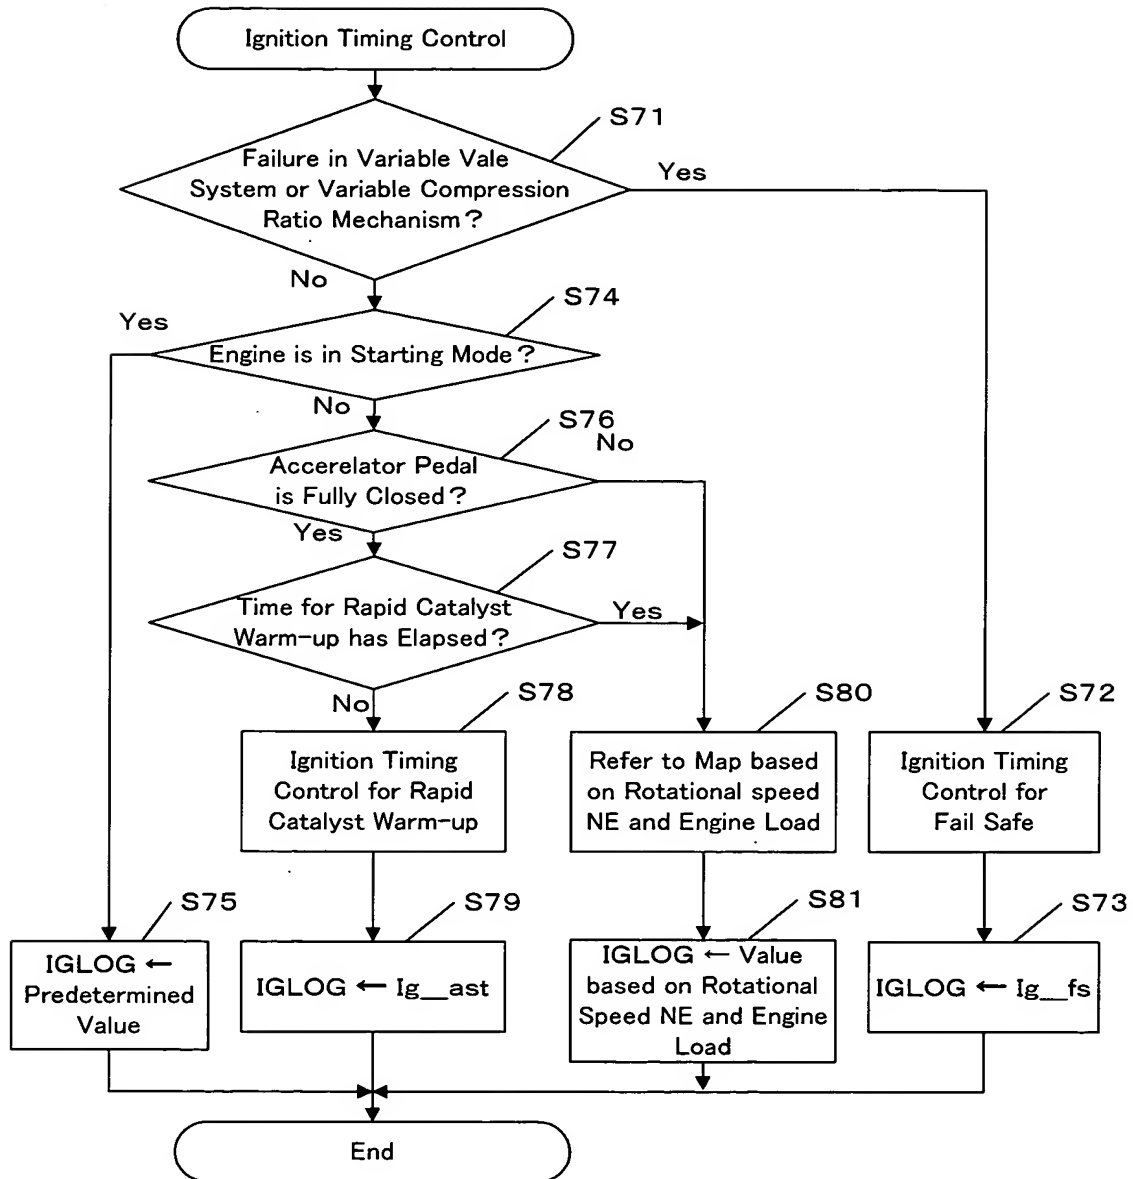 Ignition Timing Control
S71
Failure in Variable Vale
System or Variable Compression
Ratio Mechanism?
Yes
No
S74
Yes
Engine is in Starting Mode?
No
S76
No
Accerelator Pedal
is Fully Closed?
Yes
S77
Time for Rapid Catalyst
Warm-up has Elapsed?
Yes
No
S78
Ignition Timing
Control for Rapid
Catalyst Warm-up
S80
Refer to Map based
on Rotational speed
NE and Engine Load
S72
Ignition Timing
Control for
Fail Safe
S75
IGLOG ←
Predetermined
Value
S79
IGLOG ← Ig__ast
S81
IGLOG ← Value
based on Rotational
Speed NE and Engine
Load
S73
IGLOG ← Ig__fs
End